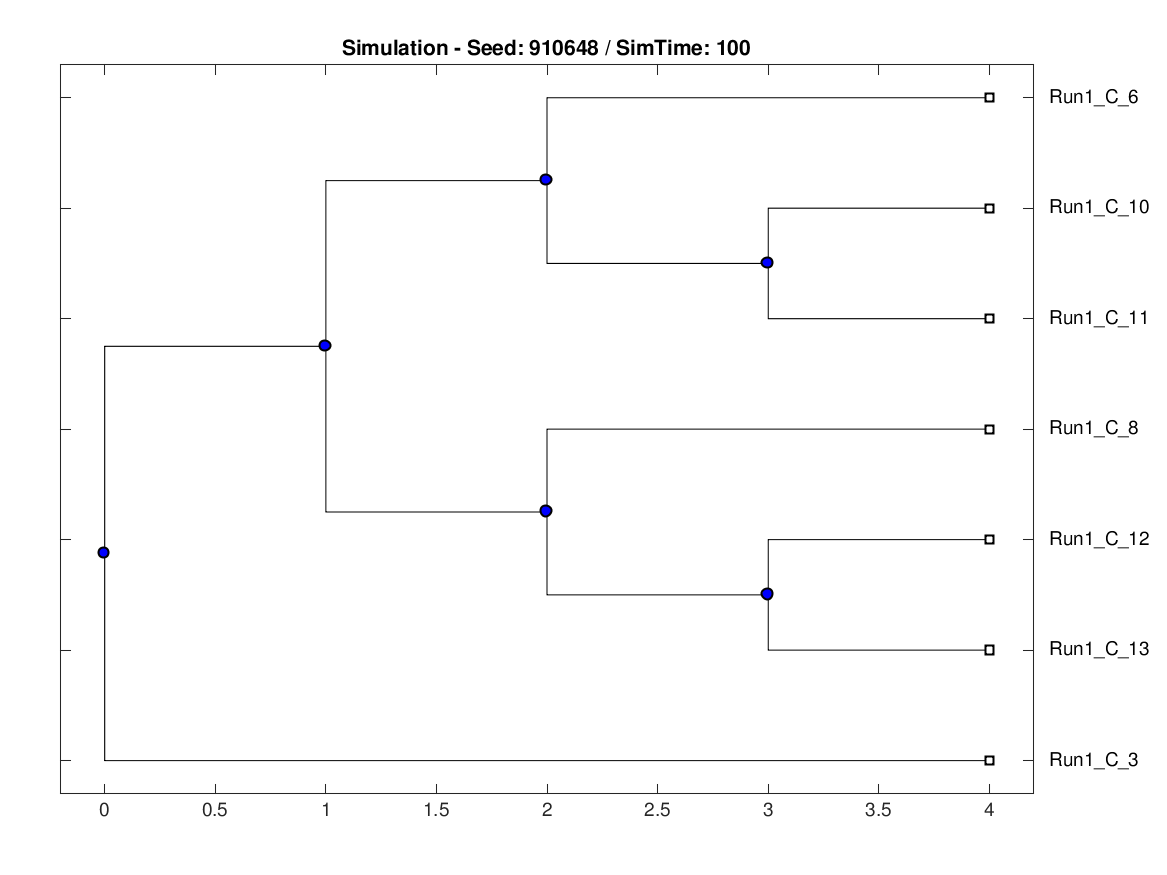 Simulation - Seed: 910648 / SimTime: 100
Run1_C_6
Run1_C_10
Run1_C_11
Run1_C_8
Run1_C_12
Run1_C_13
Run1_C_3
0 0.5 1 1.5 2 2.5 3 3.5 4